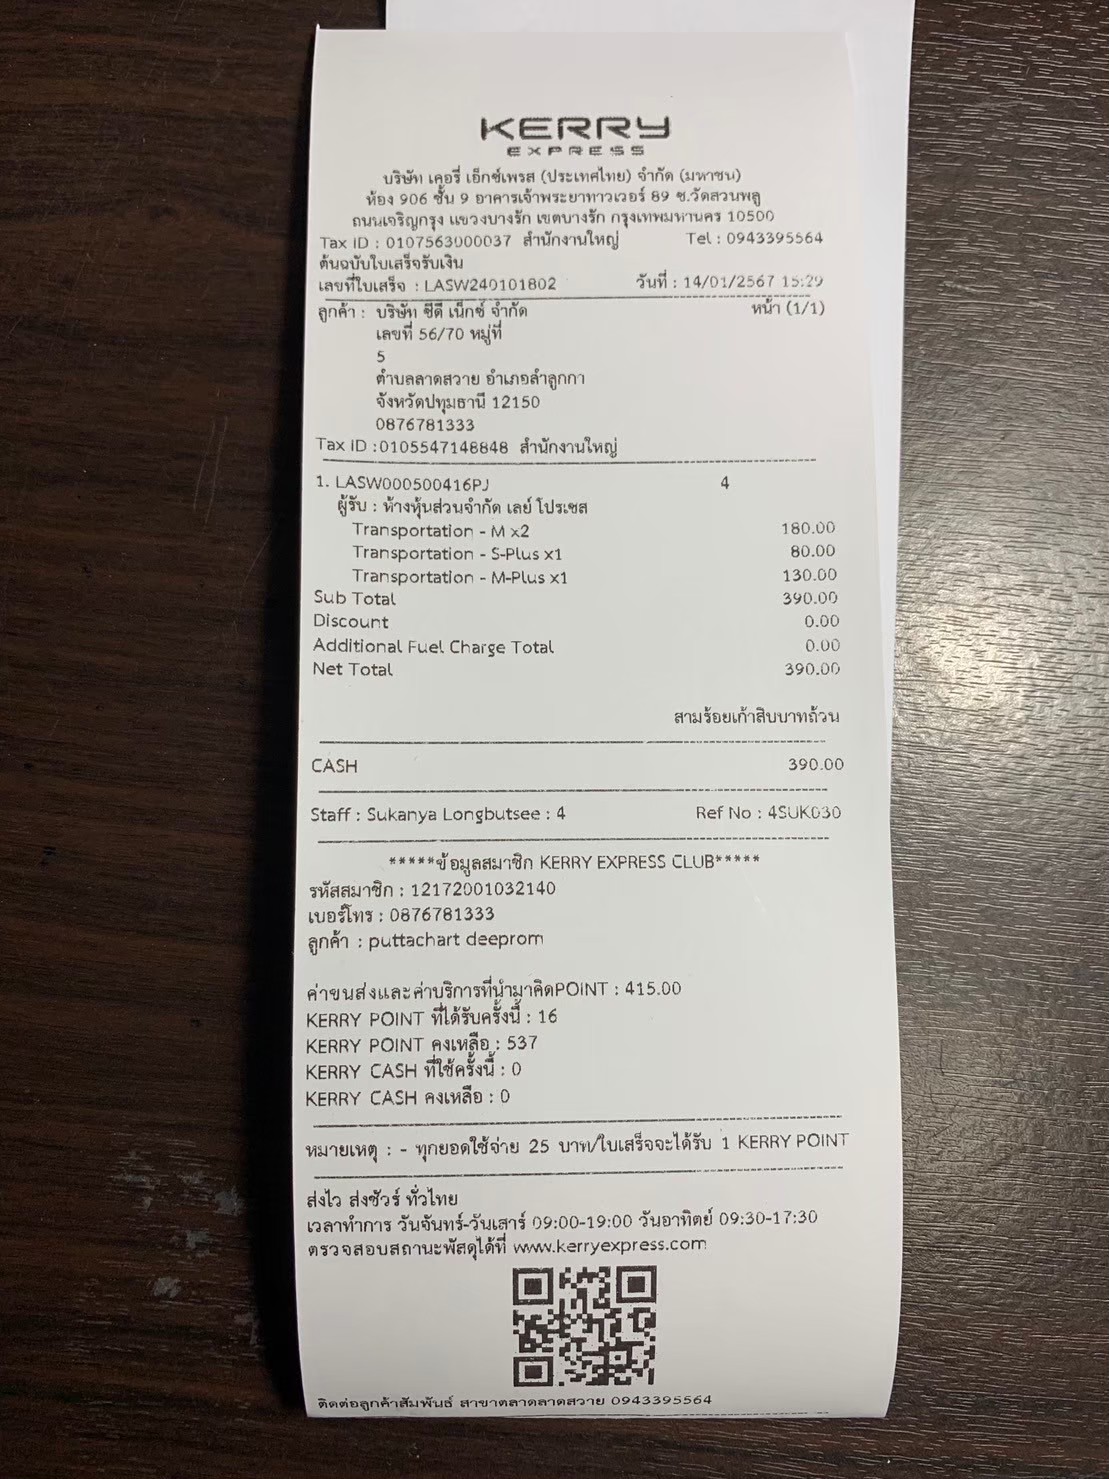 KERRY
EXPRESS
บริษัท เคอรี่ เอ็กซ์เพรส (ประเทศไทย) จำกัด (มหาชน)
ห้อง 906 ชั้น 9 อาคารเจ้าพระยาทาวเวอร์ 89 ซ.วัดสวนพลู
ถนนเจริญกรุง แขวงบางรัก เขตบางรัก กรุงเทพมหานคร 10500
Tax ID : 0107563000037 สำนักงานใหญ่ Tel : 0943395564
ต้นฉบับใบเสร็จรับเงิน
เลขที่ใบเสร็จ : LASW240101802 วันที่ : 14/01/2567 15:29
ลูกค้า : บริษัท ซีดี เน็กซ์ จำกัด หน้า (1/1)
เลขที่ 56/70 หมู่ที่
5
ตำบลลาดสวาย อำเภอลำลูกกา
จังหวัดปทุมธานี 12150
0876781333
Tax ID :0105547148848 สำนักงานใหญ่
1. LASW000500416PJ 4
ผู้รับ : ห้างหุ้นส่วนจำกัด เลย์ โปรเซส
Transportation - M x2 180.00
Transportation - S-Plus x1 80.00
Transportation - M-Plus x1 130.00
Sub Total 390.00
Discount 0.00
Additional Fuel Charge Total 0.00
Net Total 390.00
สามร้อยเก้าสิบบาทถ้วน
CASH 390.00
Staff : Sukanya Longbutsee : 4 Ref No : 4SUK030
*****ข้อมูลสมาชิก KERRY EXPRESS CLUB*****
รหัสสมาชิก : 12172001032140
เบอร์โทร : 0876781333
ลูกค้า : puttachart deeprom
ค่าขนส่งและค่าบริการที่นำมาคิดPOINT : 415.00
KERRY POINT ที่ได้รับครั้งนี้ : 16
KERRY POINT คงเหลือ : 537
KERRY CASH ที่ใช้ครั้งนี้ : 0
KERRY CASH คงเหลือ : 0
หมายเหตุ : - ทุกยอดใช้จ่าย 25 บาท/ใบเสร็จจะได้รับ 1 KERRY POINT
ส่งไว ส่งชัวร์ ทั่วไทย
เวลาทำการ วันจันทร์-วันเสาร์ 09:00-19:00 วันอาทิตย์ 09:30-17:30
ตรวจสอบสถานะพัสดุได้ที่ www.kerryexpress.com
ติดต่อลูกค้าสัมพันธ์ สาขาตลาดลาดสวาย 0943395564